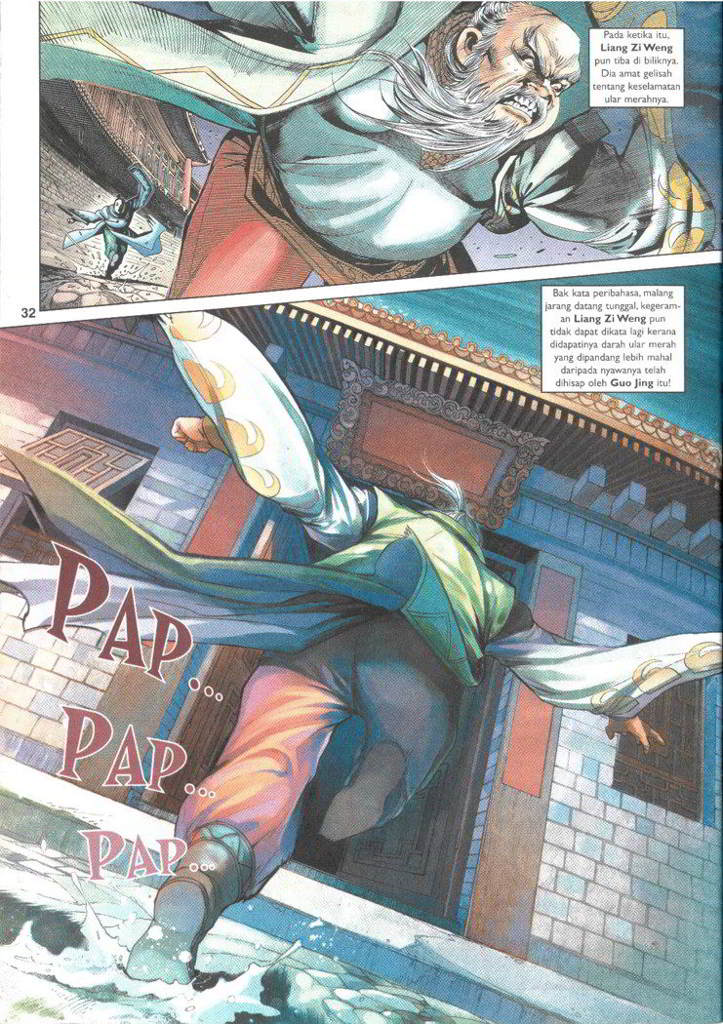 Pada ketika itu,
Liang Zi Weng
pun tiba di biliknya.
Dia amat gelisah
tentang keselamatan
ular merahnya.
32
Bak kata peribahasa, malang
jarang datang tunggal, kegeram-
an Liang Zi Weng pun
tidak dapat dikata lagi kerana
didapatinya darah ular merah
yang dipandang lebih mahal
daripada nyawanya telah
dihisap oleh Guo Jing itu!
PAP...
PAP...
PAP...